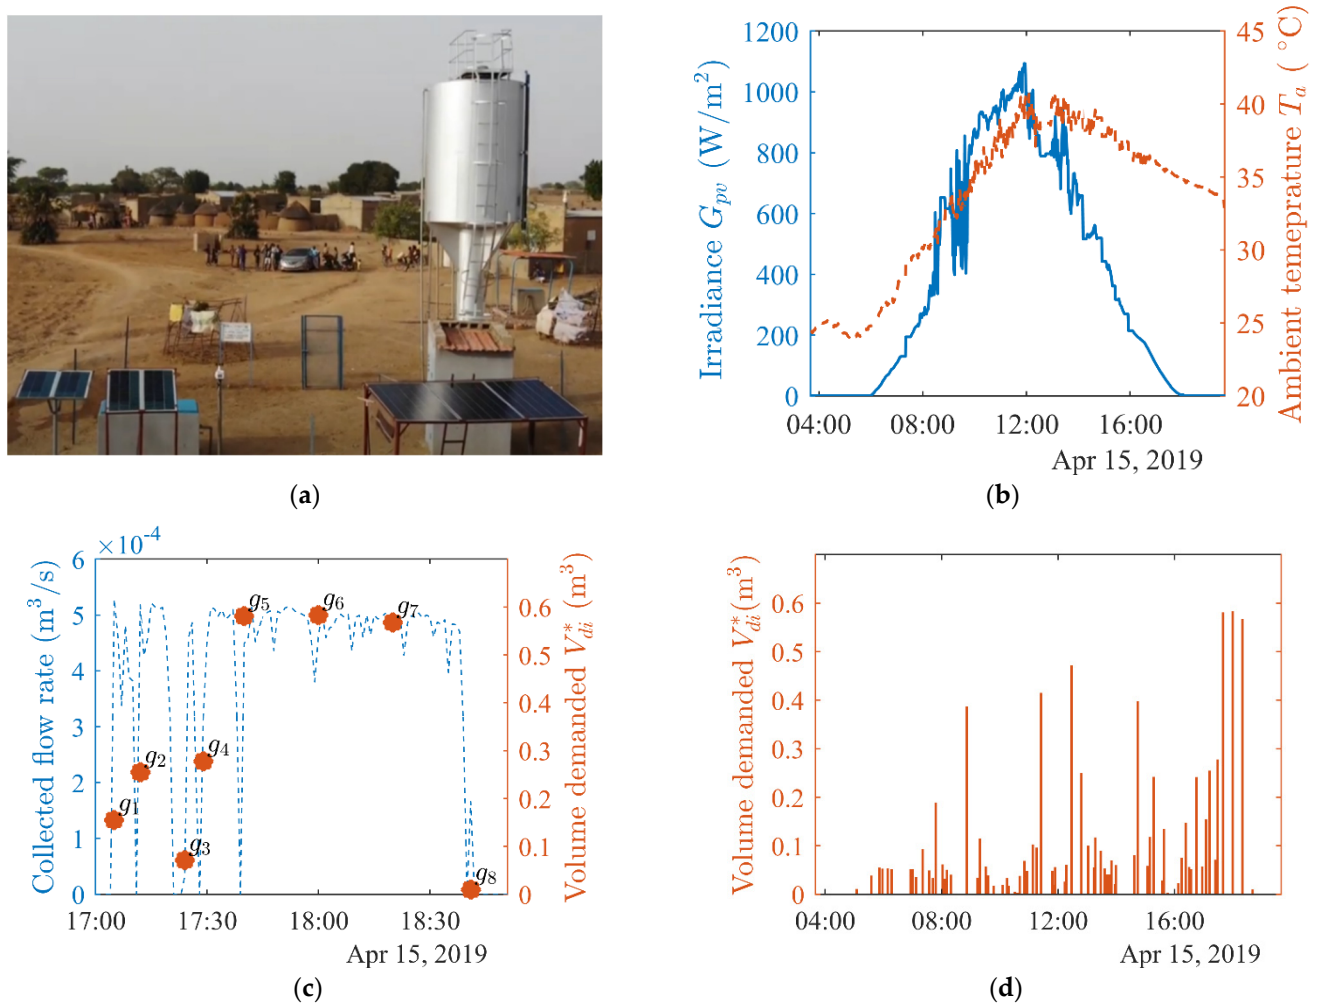 (a)
1200
1000
800
600
400
200
0
Irradiance G_pv (W/m²)
45
40
35
30
25
20
Ambient temeprature T_a (°C)
04:00 08:00 12:00 16:00
Apr 15, 2019
(b)
×10⁻⁴
6
5
4
3
2
1
0
Collected flow rate (m³/s)
g₁
g₂
g₃
g₄
g₅
g₆
g₇
g₈
0.6
0.5
0.4
0.3
0.2
0.1
0
Volume demanded V*_di (m³)
17:00 17:30 18:00 18:30
Apr 15, 2019
(c)
0.6
0.5
0.4
0.3
0.2
0.1
0
Volume demanded V*_di (m³)
04:00 08:00 12:00 16:00
Apr 15, 2019
(d)